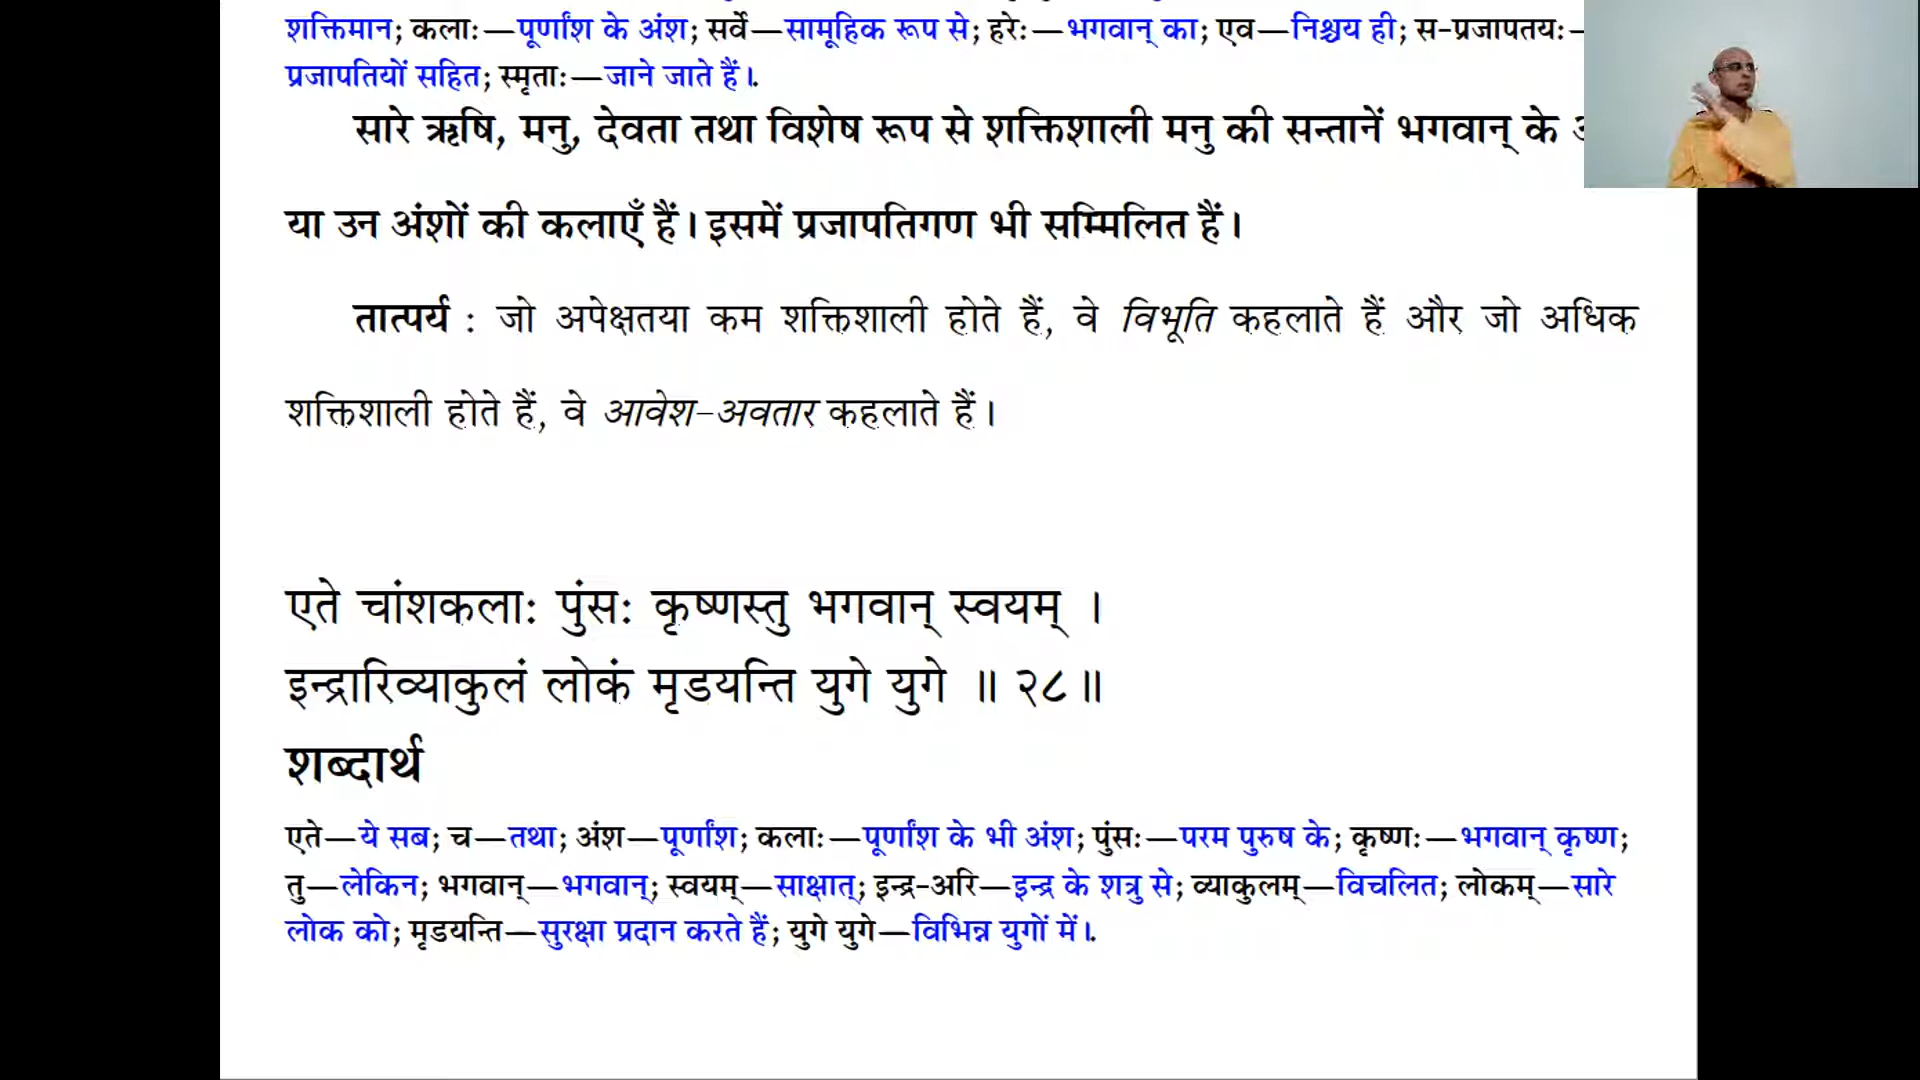 शक्तिमान; कलाः—पूर्णांश के अंश; सर्वे—सामूहिक रूप से; हरेः—भगवान् का; एव—निश्चय ही; स-प्रजापतयः—
प्रजापतियों सहित; स्मृताः—जाने जाते हैं।.
सारे ऋषि, मनु, देवता तथा विशेष रूप से शक्तिशाली मनु की सन्तानें भगवान् के
या उन अंशों की कलाएँ हैं। इसमें प्रजापतिगण भी सम्मिलित हैं।
तात्पर्य : जो अपेक्षतया कम शक्तिशाली होते हैं, वे विभूति कहलाते हैं और जो अधिक
शक्तिशाली होते हैं, वे आवेश-अवतार कहलाते हैं।
एते चांशकलाः पुंसः कृष्णस्तु भगवान् स्वयम् ।
इन्द्रारिव्याकुलं लोकं मृडयन्ति युगे युगे ॥ २८॥
शब्दार्थ
एते—ये सब; च—तथा; अंश—पूर्णांश; कलाः—पूर्णांश के भी अंश; पुंसः—परम पुरुष के; कृष्णः—भगवान् कृष्ण;
तु—लेकिन; भगवान्—भगवान्; स्वयम्—साक्षात्; इन्द्र-अरि—इन्द्र के शत्रु से; व्याकुलम्—विचलित; लोकम्—सारे
लोक को; मृडयन्ति—सुरक्षा प्रदान करते हैं; युगे युगे—विभिन्न युगों में।.